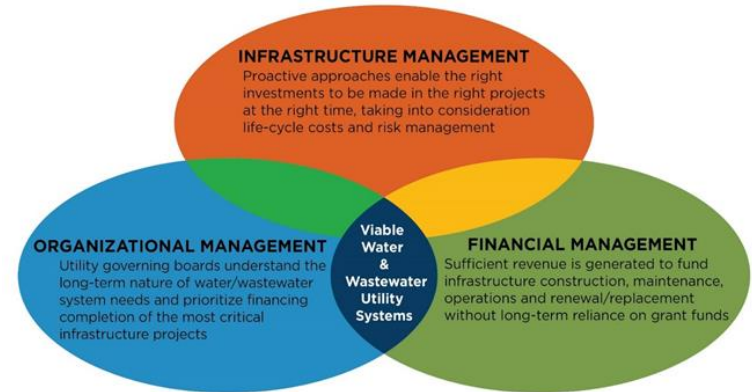 INFRASTRUCTURE MANAGEMENT
Proactive approaches enable the right
investments to be made in the right projects
at the right time, taking into consideration
life-cycle costs and risk management
ORGANIZATIONAL MANAGEMENT
Utility governing boards understand the
long-term nature of water/wastewater
system needs and prioritize financing
completion of the most critical
infrastructure projects
Viable
Water
&
Wastewater
Utility
Systems
FINANCIAL MANAGEMENT
Sufficient revenue is generated to fund
infrastructure construction, maintenance,
operations and renewal/replacement
without long-term reliance on grant funds